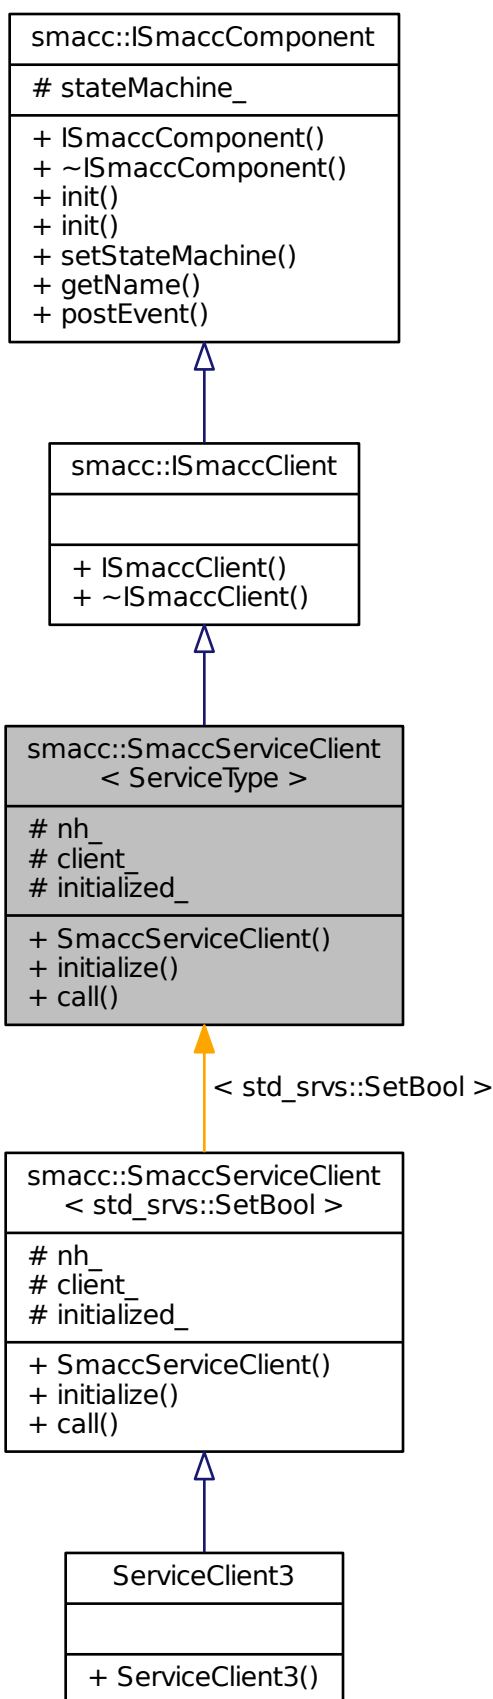 smacc::ISmaccComponent
# stateMachine_
+ ISmaccComponent()
+ ~ISmaccComponent()
+ init()
+ init()
+ setStateMachine()
+ getName()
+ postEvent()
smacc::ISmaccClient
+ ISmaccClient()
+ ~ISmaccClient()
smacc::SmaccServiceClient
< ServiceType >
# nh_
# client_
# initialized_
+ SmaccServiceClient()
+ initialize()
+ call()
< std_srvs::SetBool >
smacc::SmaccServiceClient
< std_srvs::SetBool >
# nh_
# client_
# initialized_
+ SmaccServiceClient()
+ initialize()
+ call()
ServiceClient3
+ ServiceClient3()